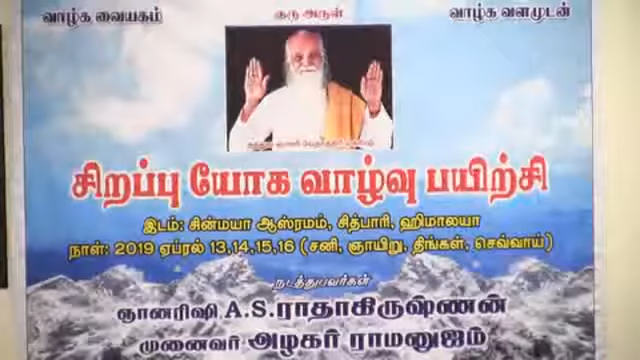 வாழ்க வையகம்
குரு அருள்
வாழ்க வளமுடன்
சிறப்பு யோக வாழ்வு பயிற்சி
இடம்: சின்மயா ஆஸ்ரமம், சித்பாரி, ஹிமாலயா
நாள்: 2019 ஏப்ரல் 13,14,15,16 (சனி, ஞாயிறு, திங்கள், செவ்வாய்)
நடத்துபவர்கள்
ஞானரிஷி A.S.ராதாகிருஷ்ணன்
முனைவர் அழகர் ராமனுஜம்